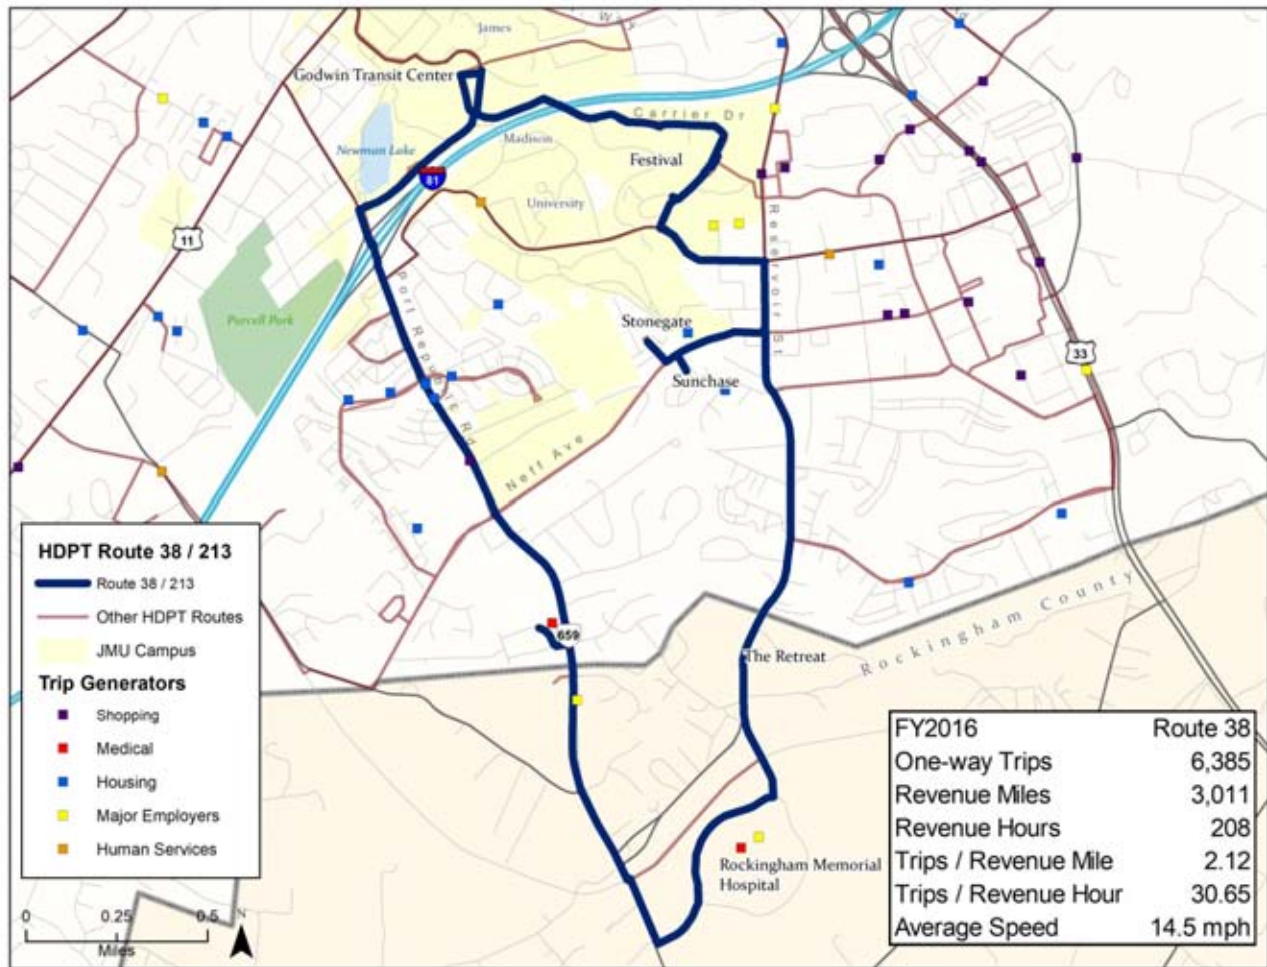 James
Godwin Transit Center
Carrier Dr
Madison
Newman Lake
Festival
81
University
11
Reservoir St
Port Republic Rd
Purcell Park
Stonegate
33
Sunchase
Neff Ave
HDPT Route 38 / 213
Route 38 / 213
Other HDPT Routes
JMU Campus
Trip Generators
Shopping
Medical
Housing
Major Employers
Human Services
659
Rockingham County
The Retreat
Rockingham Memorial
Hospital
FY2016 Route 38
One-way Trips 6,385
Revenue Miles 3,011
Revenue Hours 208
Trips / Revenue Mile 2.12
Trips / Revenue Hour 30.65
Average Speed 14.5 mph
0 0.25 0.5
Miles
N